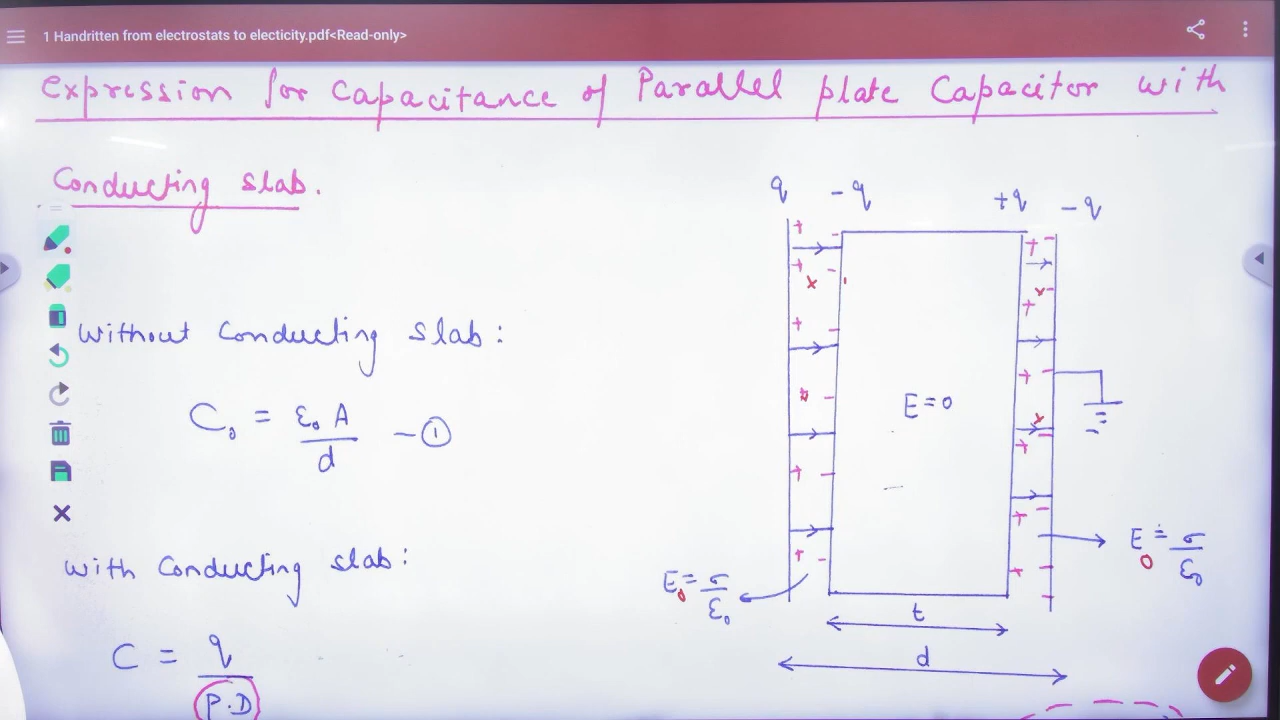 1 Handritten from electrostats to electicity.pdf<Read-only>
Expression for Capacitance of Parallel plate Capacitor with
Conducting slab.
q -q +q -q
Without Conducting slab:
C₀ = ε₀ A / d - ①
E=0
With Conducting slab:
E₀ = σ / ε₀
E₀ = σ / ε₀
t
d
C = q / P.D